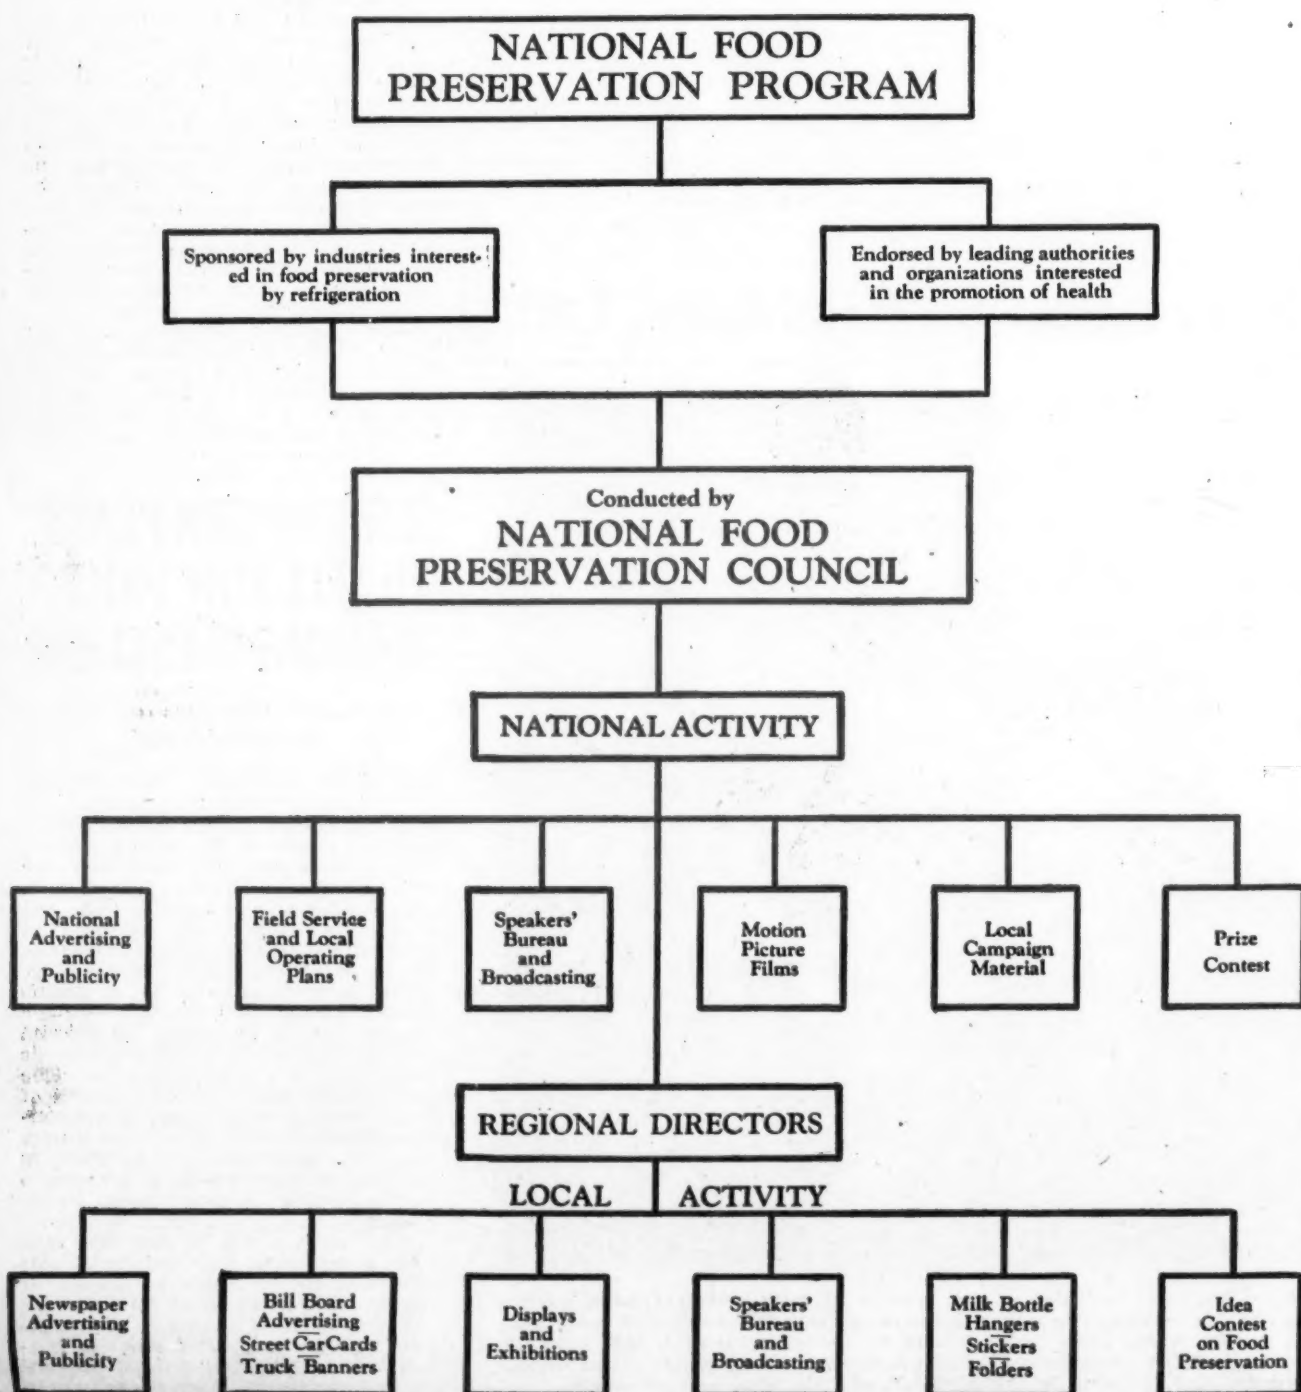 NATIONAL FOOD
PRESERVATION PROGRAM
Sponsored by industries interest-
ed in food preservation
by refrigeration
Endorsed by leading authorities
and organizations interested
in the promotion of health
Conducted by
NATIONAL FOOD
PRESERVATION COUNCIL
NATIONAL ACTIVITY
National
Advertising
and
Publicity
Field Service
and Local
Operating
Plans
Speakers'
Bureau
and
Broadcasting
Motion
Picture
Films
Local
Campaign
Material
Prize
Contest
REGIONAL DIRECTORS
LOCAL ACTIVITY
Newspaper
Advertising
and
Publicity
Bill Board
Advertising
Street Car Cards
Truck Banners
Displays
and
Exhibitions
Speakers'
Bureau
and
Broadcasting
Milk Bottle
Hangers
Stickers
Folders
Idea
Contest
on Food
Preservation